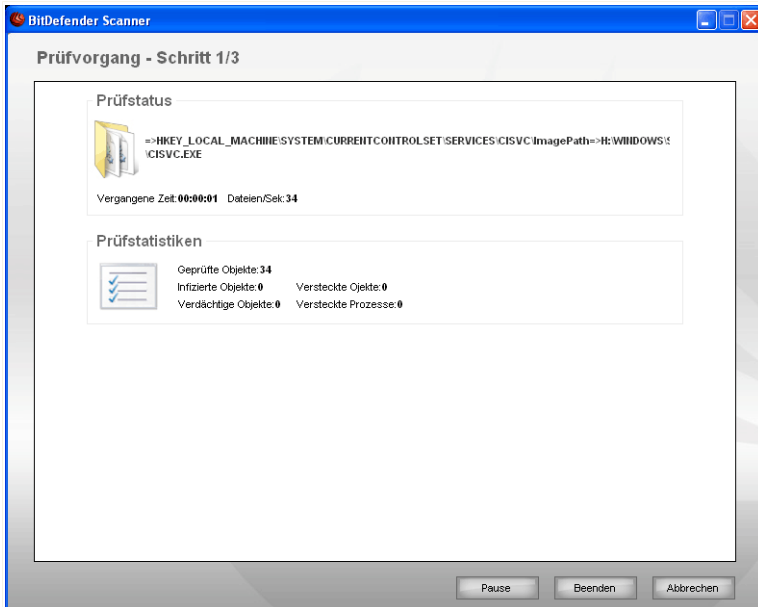 BitDefender Scanner
Prüfvorgang - Schritt 1/3
Prüfstatus
=>HKEY_LOCAL_MACHINE\SYSTEM\CURRENTCONTROLSET\SERVICES\CISVC\ImagePath=>H:\WINDOWS\
\CISVC.EXE
Vergangene Zeit:00:00:01 Dateien/Sek:34
Prüfstatistiken
Geprüfte Objekte:34
Infizierte Objekte:0 Versteckte Ojekte:0
Verdächtige Objekte:0 Versteckte Prozesse:0
Pause Beenden Abbrechen